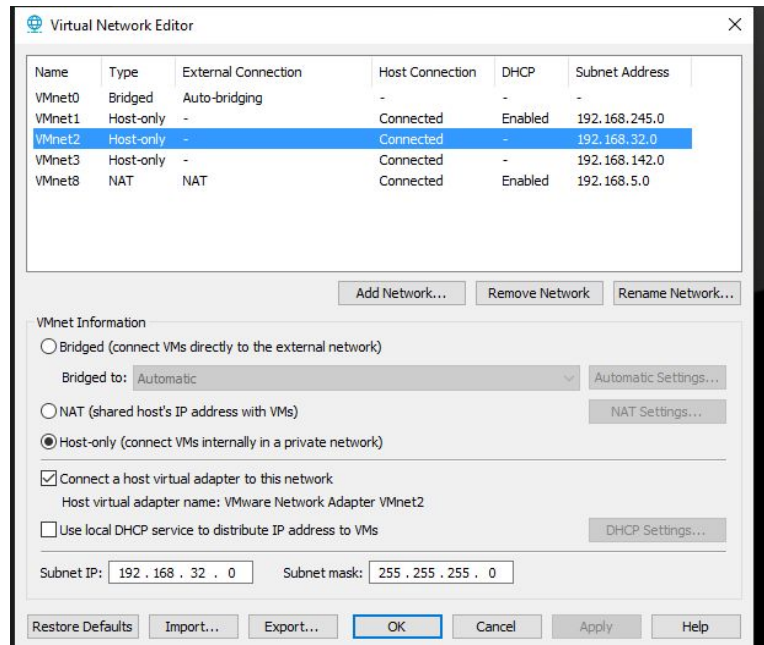 Virtual Network Editor
Name Type External Connection Host Connection DHCP Subnet Address
VMnet0 Bridged Auto-bridging - - -
VMnet1 Host-only - Connected Enabled 192.168.245.0
VMnet2 Host-only - Connected - 192.168.32.0
VMnet3 Host-only - Connected - 192.168.142.0
VMnet8 NAT NAT Connected Enabled 192.168.5.0
Add Network... Remove Network Rename Network...
VMnet Information
Bridged (connect VMs directly to the external network)
Bridged to: Automatic Automatic Settings...
NAT (shared host's IP address with VMs) NAT Settings...
Host-only (connect VMs internally in a private network)
Connect a host virtual adapter to this network
Host virtual adapter name: VMware Network Adapter VMnet2
Use local DHCP service to distribute IP address to VMs DHCP Settings...
Subnet IP: 192 . 168 . 32 . 0 Subnet mask: 255 . 255 . 255 . 0
Restore Defaults Import... Export... OK Cancel Apply Help